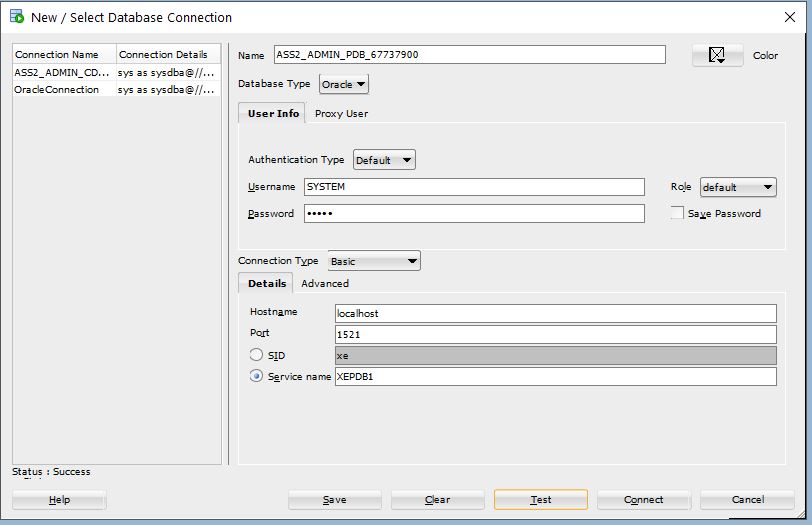 New / Select Database Connection
Connection Name Connection Details
ASS2_ADMIN_CD... sys as sysdba@//...
OracleConnection sys as sysdba@//...
Name ASS2_ADMIN_PDB_67737900 Color
Database Type Oracle
User Info Proxy User
Authentication Type Default
Username SYSTEM Role default
Password ••••• Save Password
Connection Type Basic
Details Advanced
Hostname localhost
Port 1521
SID xe
Service name XEPDB1
Status : Success
Help Save Clear Test Connect Cancel